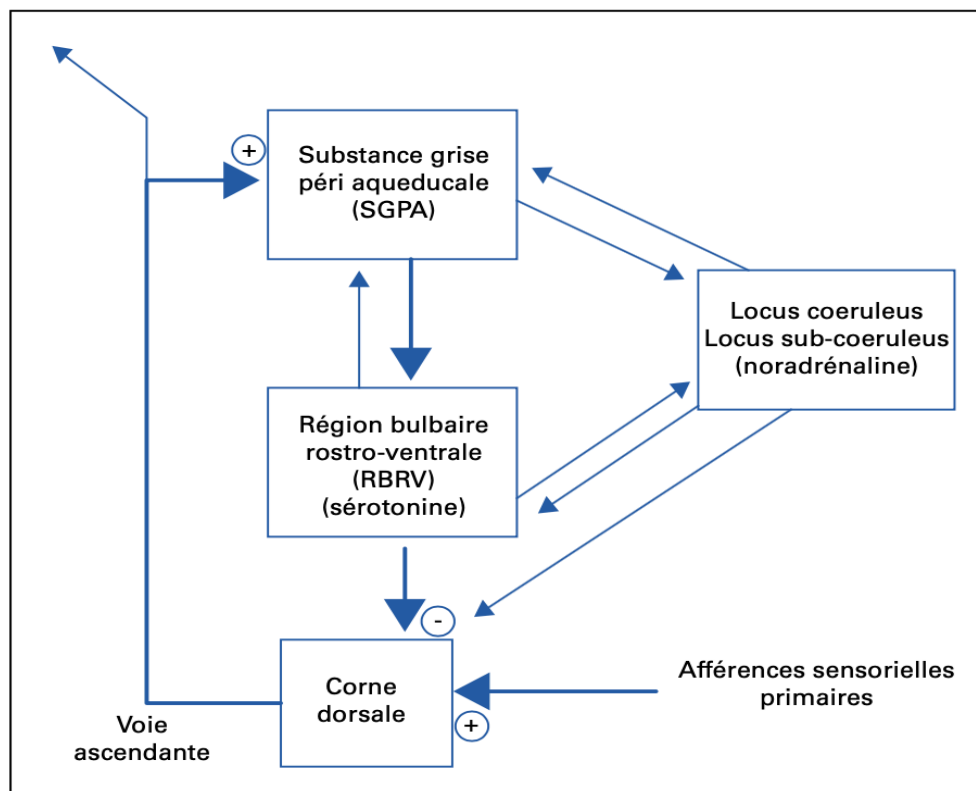 +
Substance grise
péri aqueducale
(SGPA)
Locus coeruleus
Locus sub-coeruleus
(noradrénaline)
Région bulbaire
rostro-ventrale
(RBRV)
(sérotonine)
-
Corne
dorsale
+
Afférences sensorielles
primaires
Voie
ascendante